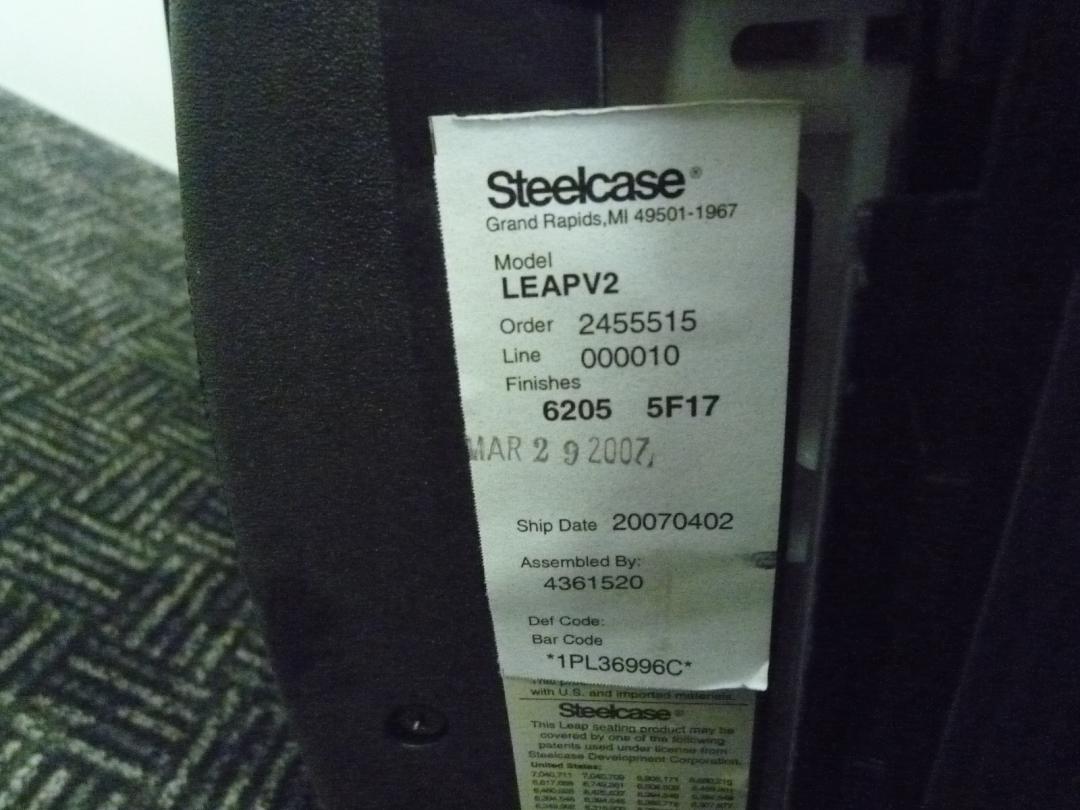 Steelcase®
Grand Rapids,MI 49501-1967
Model
LEAPV2
Order 2455515
Line 000010
Finishes
6205 5F17
MAR 29 2007
Ship Date 20070402
Assembled By:
4361520
Def Code:
Bar Code
*1PL36996C*
with U.S. and imported materials.
Steelcase®
This Leap seating product may be
covered by one of the following
patents used under license from
Steelcase Development Corporation.
United States: